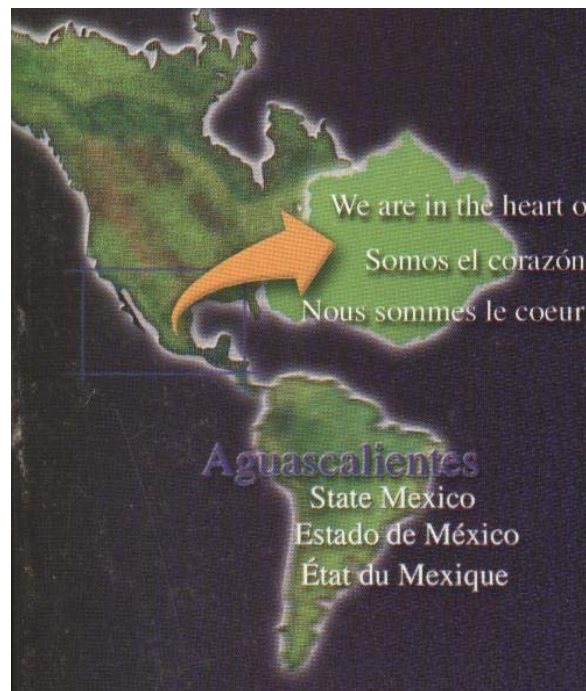 We are in the heart o
Somos el corazón
Nous sommes le coeur
Aguascalientes
State Mexico
Estado de México
État du Mexique